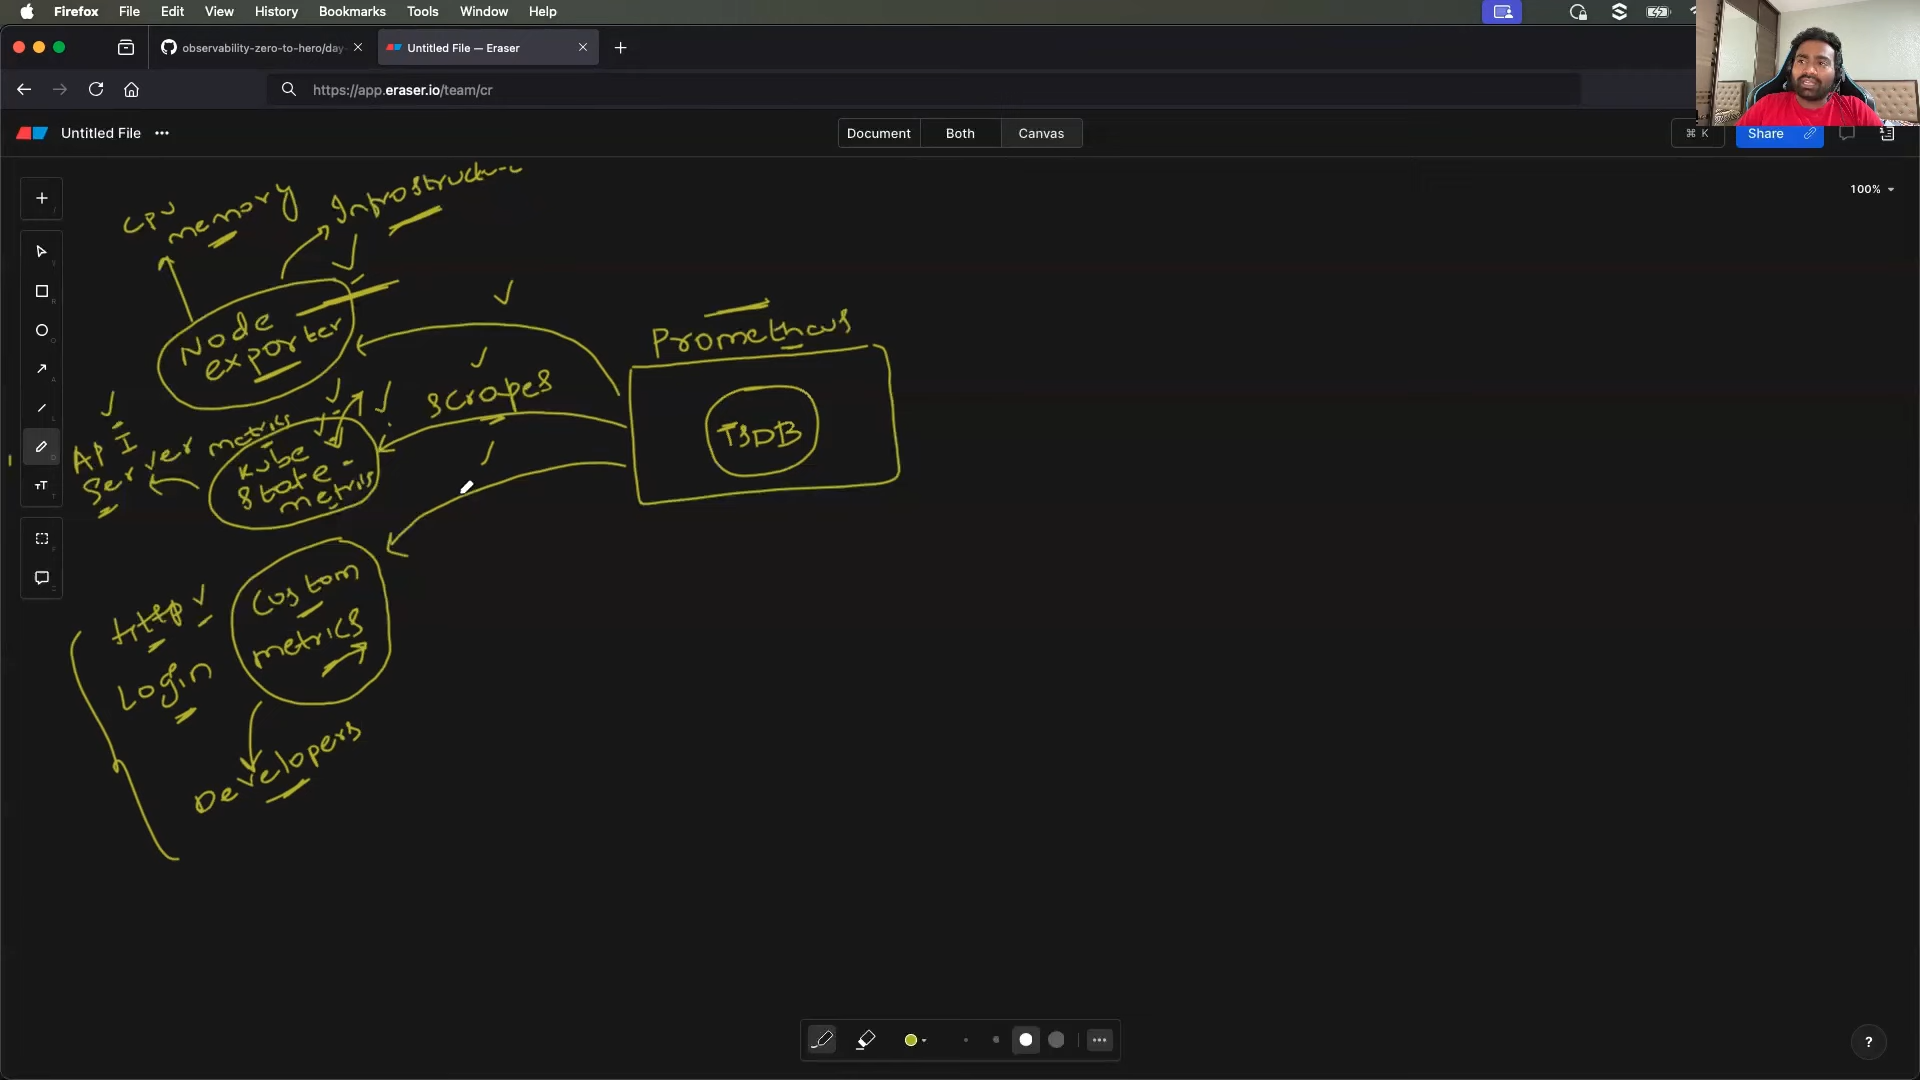 Firefox File Edit View History Bookmarks Tools Window Help
observability-zero-to-hero/day-
Untitled File — Eraser
https://app.eraser.io/team/cr
Untitled File
Document Both Canvas
⌘ K
Share
100%
CPU
memory
Infrastructure
Node
exporter
Prometheus
TSDB
scrapes
API
Server metrics
Kube
State-
metrics
Custom
metrics
Http
Login
Developers
?